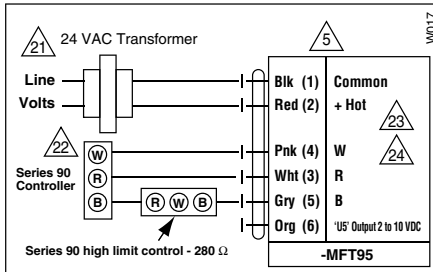 21 24 VAC Transformer
5
W017
Line
Volts
Blk (1) Common
Red (2) + Hot
23
22
24
Series 90
Controller
W
R
B
Pnk (4) W
Wht (3) R
Gry (5) B
Org (6) 'U5' Output 2 to 10 VDC
R W B
Series 90 high limit control - 280 Ω
-MFT95